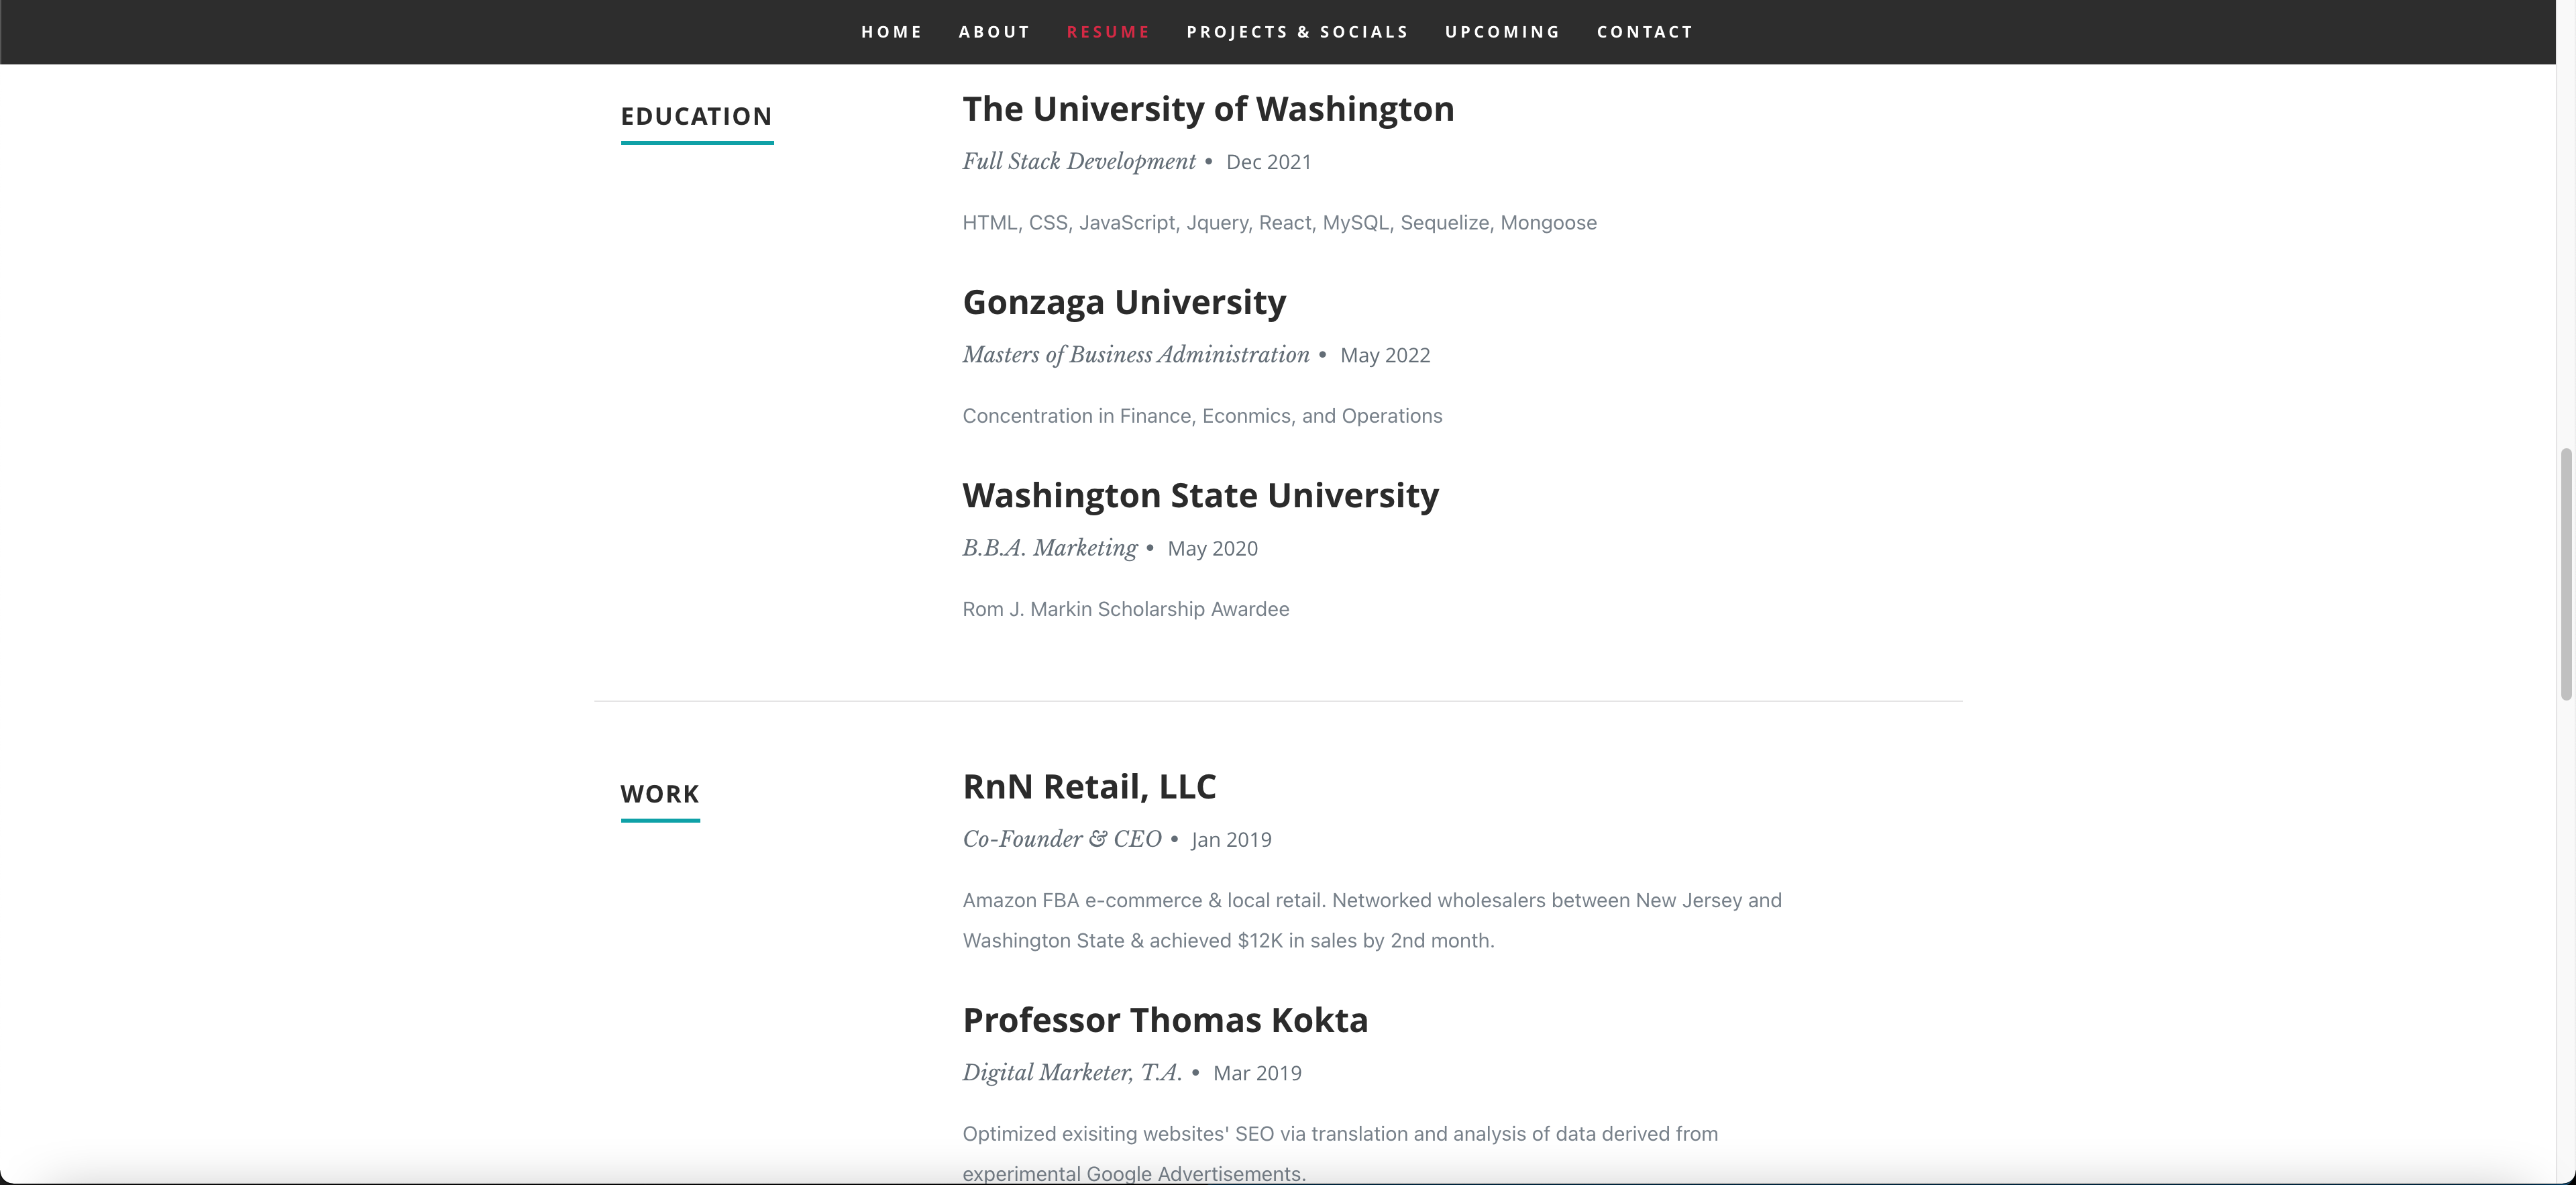 HOME ABOUT RESUME PROJECTS & SOCIALS UPCOMING CONTACT
EDUCATION
The University of Washington
Full Stack Development • Dec 2021
HTML, CSS, JavaScript, Jquery, React, MySQL, Sequelize, Mongoose
Gonzaga University
Masters of Business Administration • May 2022
Concentration in Finance, Econmics, and Operations
Washington State University
B.B.A. Marketing • May 2020
Rom J. Markin Scholarship Awardee
WORK
RnN Retail, LLC
Co-Founder & CEO • Jan 2019
Amazon FBA e-commerce & local retail. Networked wholesalers between New Jersey and
Washington State & achieved $12K in sales by 2nd month.
Professor Thomas Kokta
Digital Marketer, T.A. • Mar 2019
Optimized exisiting websites' SEO via translation and analysis of data derived from
experimental Google Advertisements.